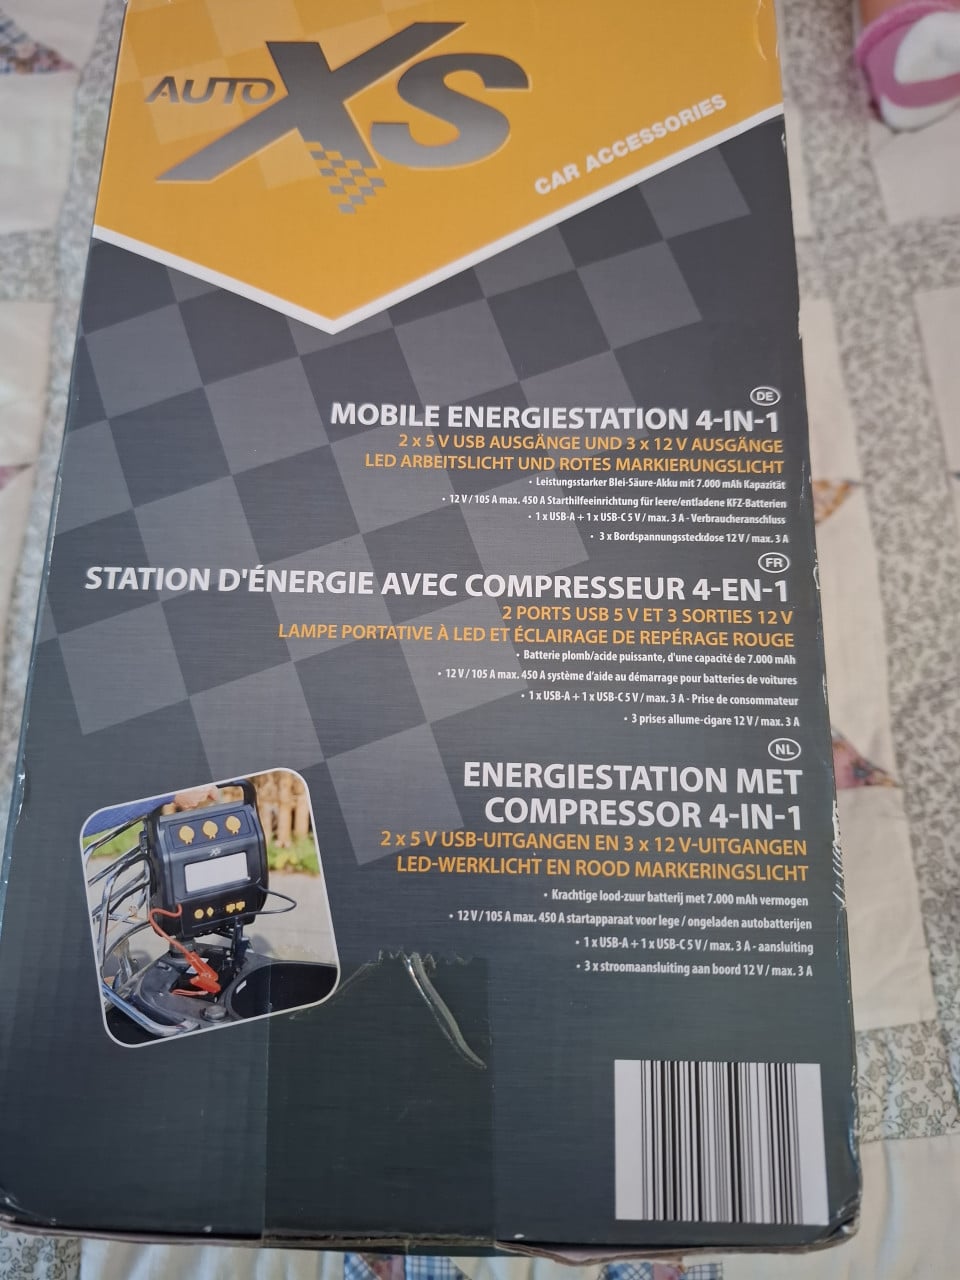 AUTO XS
CAR ACCESSORIES
DE
MOBILE ENERGIESTATION 4-IN-1
2 x 5 V USB AUSGÄNGE UND 3 x 12 V AUSGÄNGE
LED ARBEITSLICHT UND ROTES MARKIERUNGSLICHT
• Leistungsstarker Blei-Säure-Akku mit 7.000 mAh Kapazität
• 12 V / 105 A max. 450 A Starthilfeeinrichtung für leere/entladene KFZ-Batterien
• 1 x USB-A + 1 x USB-C 5 V / max. 3 A - Verbraucheranschluss
• 3 x Bordspannungssteckdose 12 V / max. 3 A
FR
STATION D'ÉNERGIE AVEC COMPRESSEUR 4-EN-1
2 PORTS USB 5 V ET 3 SORTIES 12 V
LAMPE PORTATIVE À LED ET ÉCLAIRAGE DE REPÉRAGE ROUGE
• Batterie plomb/acide puissante, d'une capacité de 7.000 mAh
• 12 V / 105 A max. 450 A système d'aide au démarrage pour batteries de voitures
• 1 x USB-A + 1 x USB-C 5 V / max. 3 A - Prise de consommateur
• 3 prises allume-cigare 12 V / max. 3 A
NL
ENERGIESTATION MET
COMPRESSOR 4-IN-1
2 x 5 V USB-UITGANGEN EN 3 x 12 V-UITGANGEN
LED-WERKLICHT EN ROOD MARKERINGSLICHT
• Krachtige lood-zuur batterij met 7.000 mAh vermogen
• 12 V / 105 A max. 450 A startapparaat voor lege / ongeladen autobatterijen
• 1 x USB-A + 1 x USB-C 5 V / max. 3 A - aansluiting
• 3 x stroomaansluiting aan boord 12 V / max. 3 A
XS